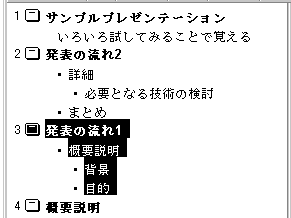 1 サンプルプレゼンテーション
いろいろ試してみることで覚える
2 発表の流れ2
・詳細
・必要となる技術の検討
・まとめ
3 発表の流れ1
・概要説明
・背景
・目的
4 概要説明